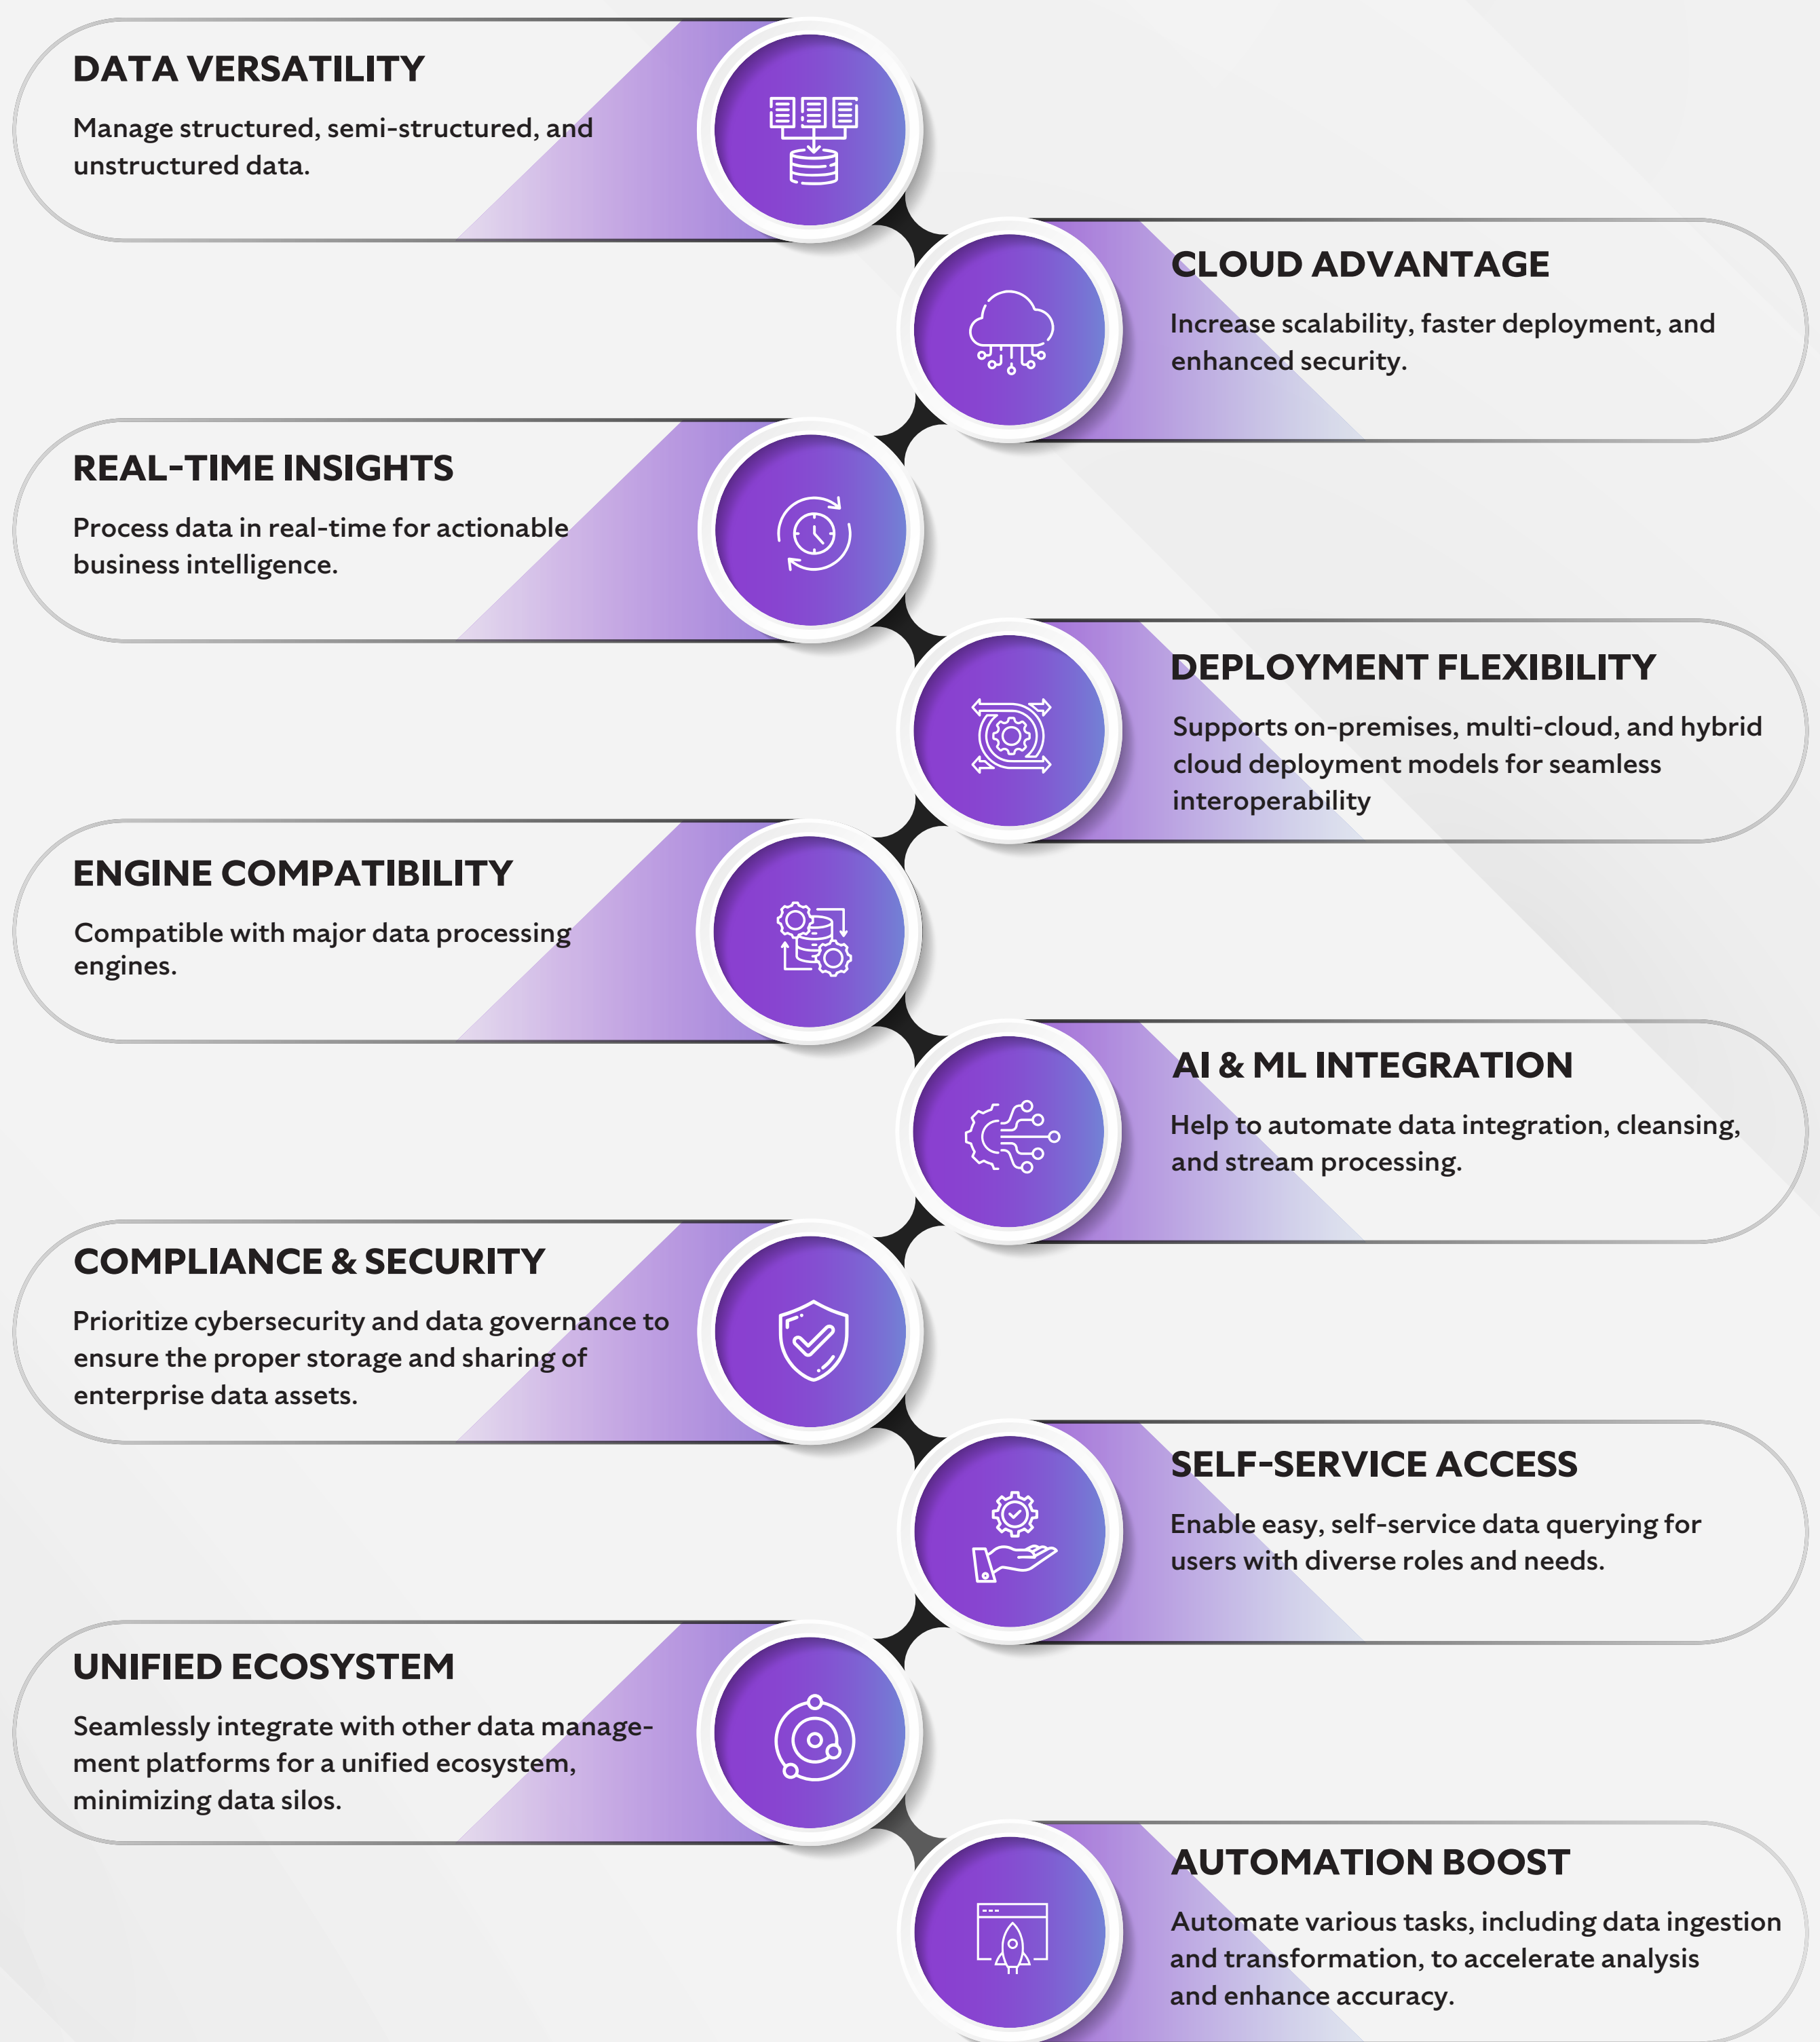 DATA VERSATILITY
Manage structured, semi-structured, and
unstructured data.
CLOUD ADVANTAGE
Increase scalability, faster deployment, and
enhanced security.
REAL-TIME INSIGHTS
Process data in real-time for actionable
business intelligence.
DEPLOYMENT FLEXIBILITY
Supports on-premises, multi-cloud, and hybrid
cloud deployment models for seamless
interoperability
ENGINE COMPATIBILITY
Compatible with major data processing
engines.
AI & ML INTEGRATION
Help to automate data integration, cleansing,
and stream processing.
COMPLIANCE & SECURITY
Prioritize cybersecurity and data governance to
ensure the proper storage and sharing of
enterprise data assets.
SELF-SERVICE ACCESS
Enable easy, self-service data querying for
users with diverse roles and needs.
UNIFIED ECOSYSTEM
Seamlessly integrate with other data manage-
ment platforms for a unified ecosystem,
minimizing data silos.
AUTOMATION BOOST
Automate various tasks, including data ingestion
and transformation, to accelerate analysis
and enhance accuracy.